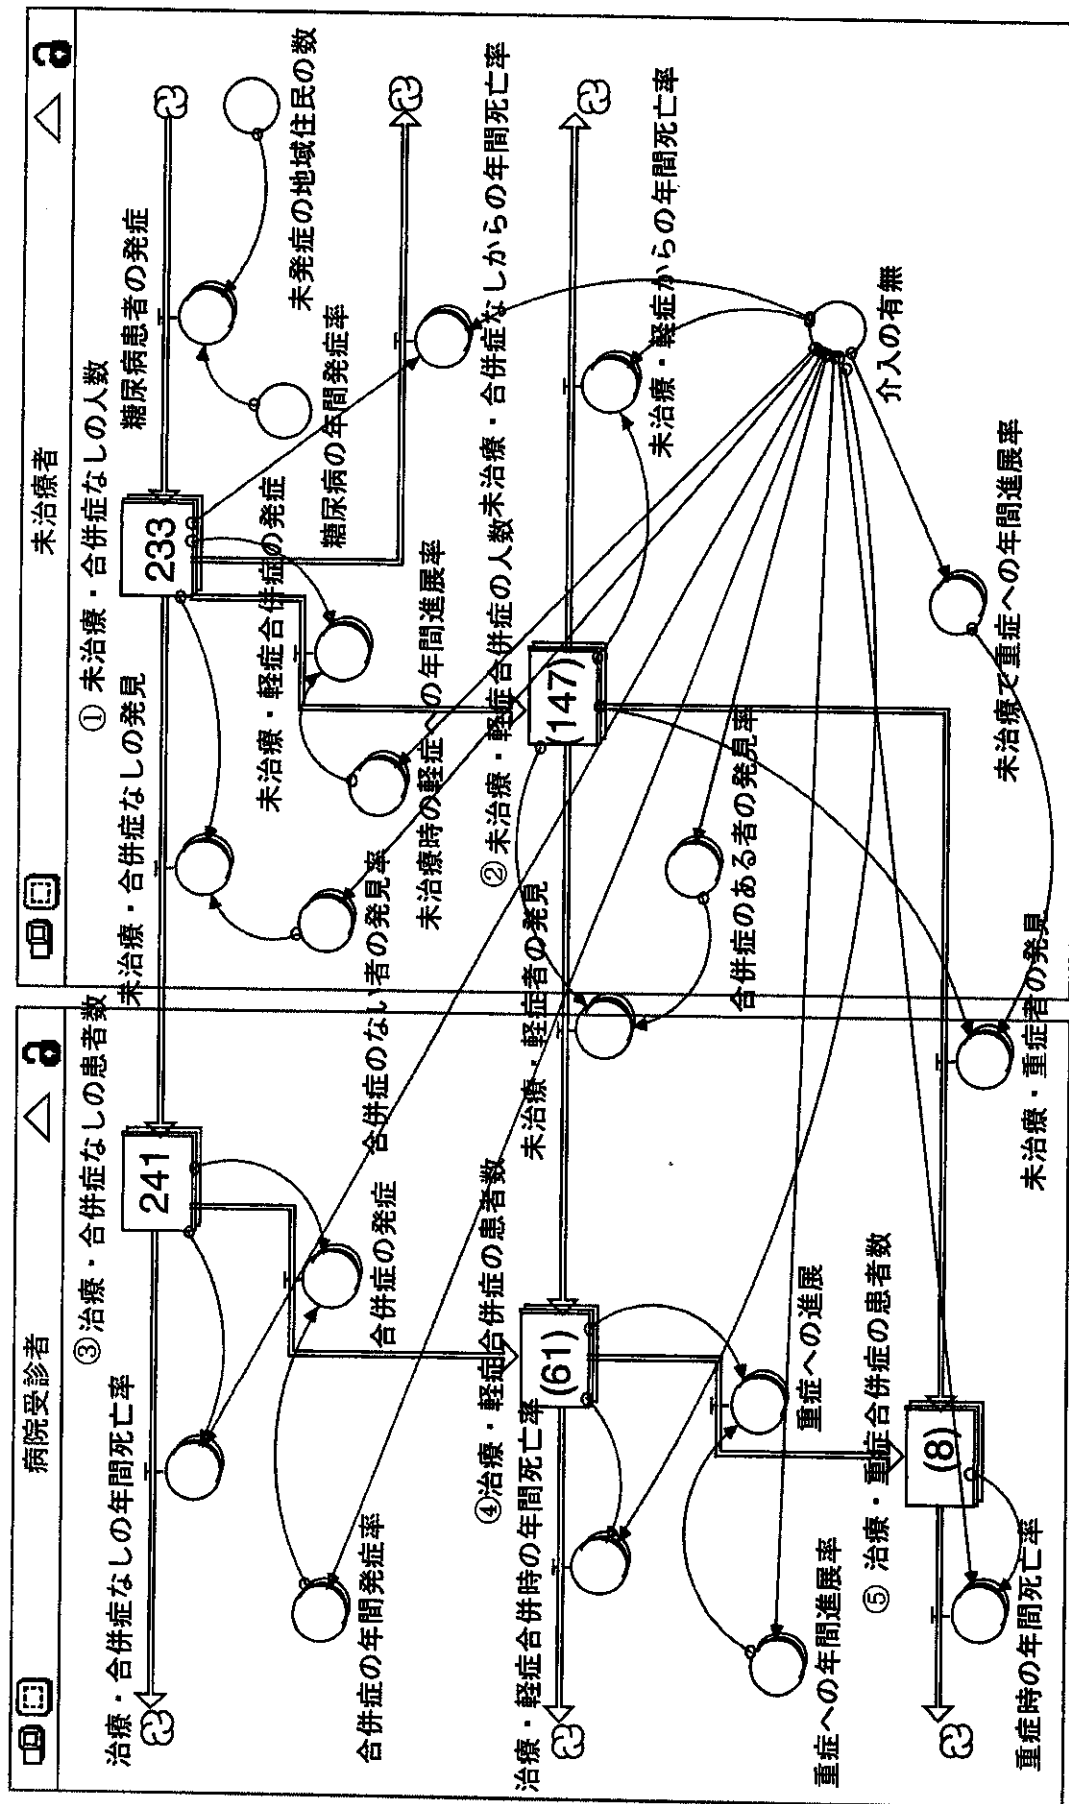 病院受診者
未治療者
③治療・合併症なしの患者数
① 未治療・合併症なしの人数
治療・合併症なしの年間死亡率
未治療・合併症なしの発見
糖尿病患者の発症
241
233
未治療・軽症合併症の発症
未発症の地域住民の数
糖尿病の年間発症率
合併症の年間発症率
合併症の発症
合併症のない者の発見率
未治療時の軽症への年間進展率
④治療・軽症合併症の患者数
② 未治療・軽症合併症の人数
未治療・合併症なしからの年間死亡率
治療・軽症合併時の年間死亡率
未治療・軽症者の発見
(61)
(147)
未治療・軽症からの年間死亡率
合併症のある者の発見率
重症への年間進展率
重症への進展
⑤ 治療・重症合併症の患者数
介入の有無
(8)
未治療で重症への年間進展率
重症時の年間死亡率
未治療・重症者の発見